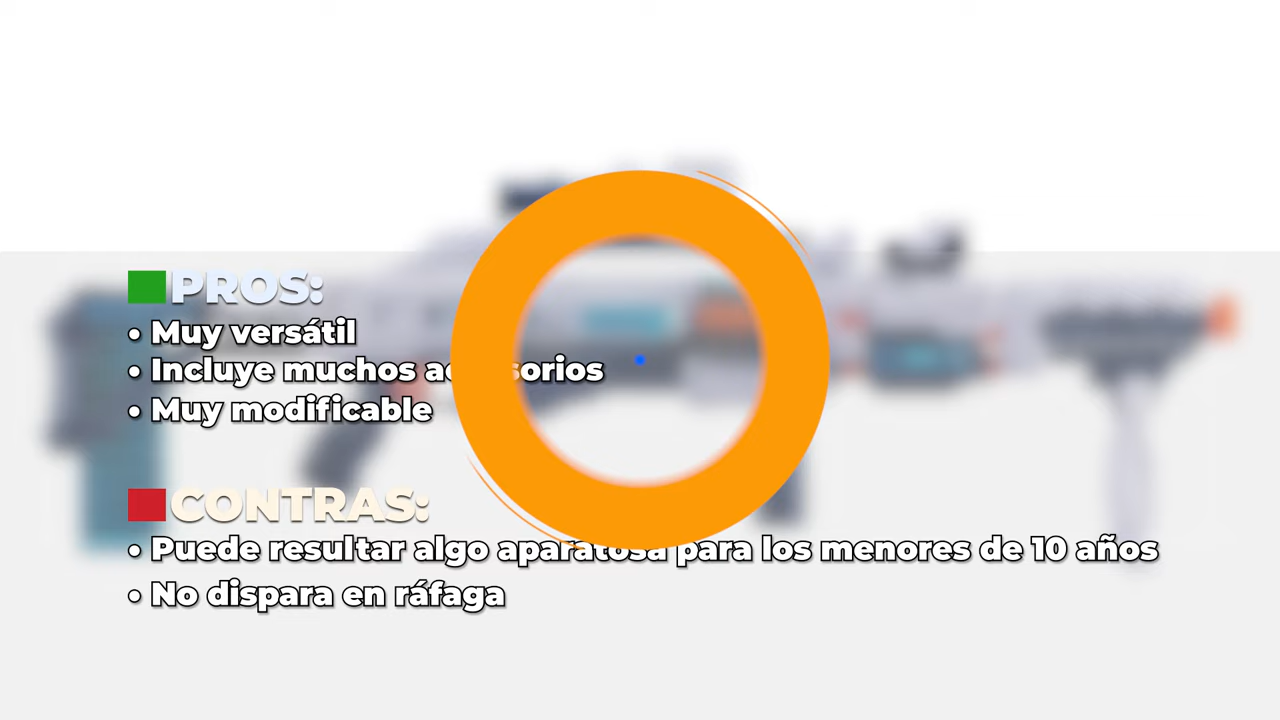 PROS:
• Muy versátil
• Incluye muchos accesorios
• Muy modificable
CONTRAS:
• Puede resultar algo aparatosa para los menores de 10 años
• No dispara en ráfaga